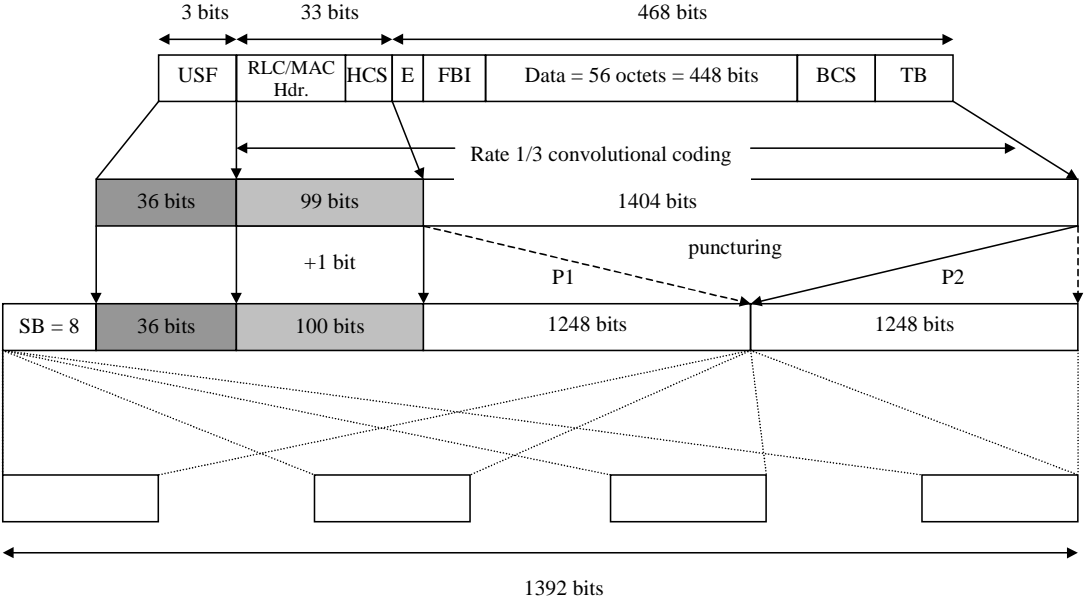 3 bits 33 bits 468 bits
USF RLC/MAC Hdr. HCS E FBI Data = 56 octets = 448 bits BCS TB
Rate 1/3 convolutional coding
36 bits 99 bits 1404 bits
puncturing
+1 bit P1 P2
SB = 8 36 bits 100 bits 1248 bits 1248 bits
1392 bits